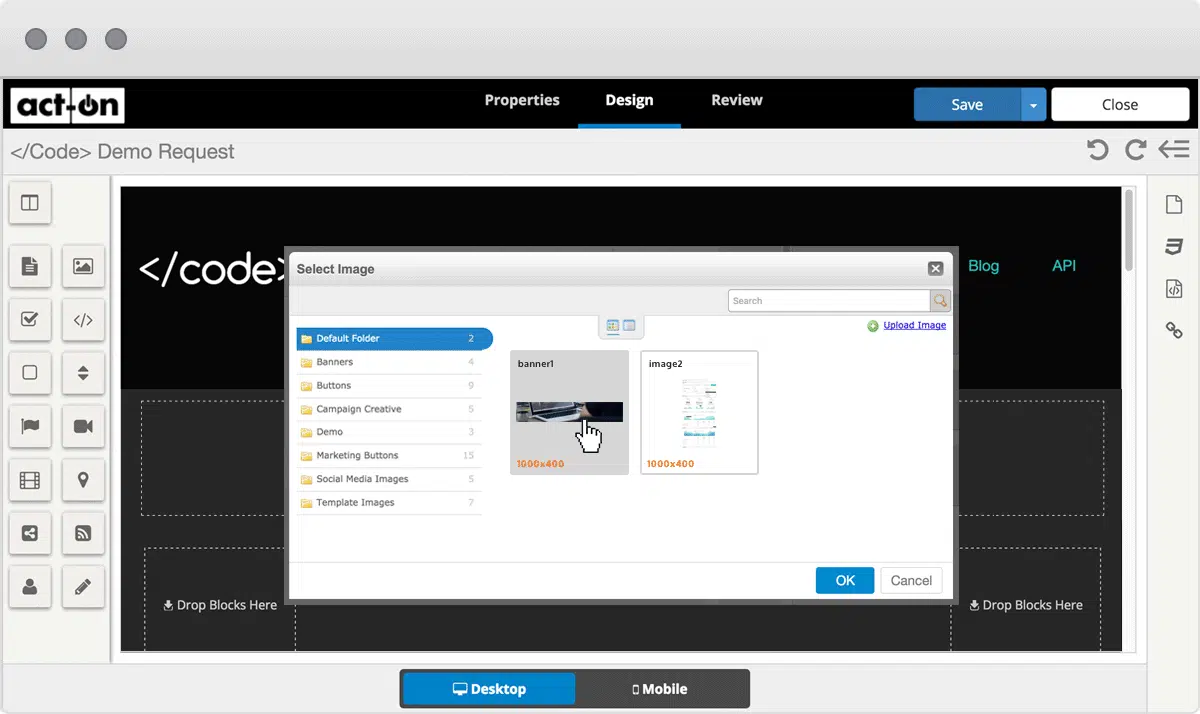 act-on
Properties
Design
Review
Save
Close
</Code> Demo Request
</code>
Blog
API
Select Image
Search
Upload Image
Default Folder 2
Banners 4
Buttons 9
Campaign Creative 5
Demo 3
Marketing Buttons 15
Social Media Images 5
Template Images 7
banner1
1000x400
image2
1000x400
OK
Cancel
Drop Blocks Here
Drop Blocks Here
Desktop
Mobile